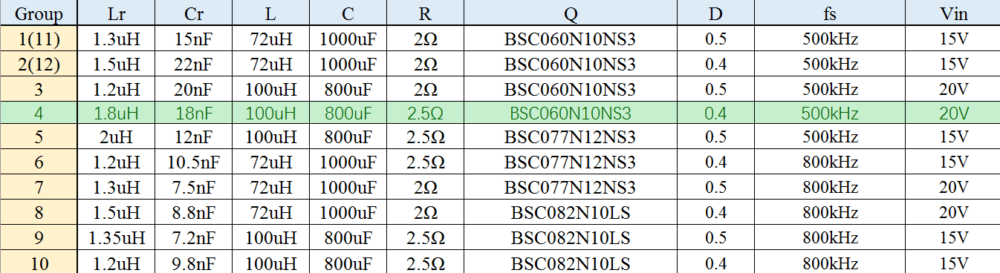 Group Lr Cr L C R Q D fs Vin
1(11) 1.3uH 15nF 72uH 1000uF 2Ω BSC060N10NS3 0.5 500kHz 15V
2(12) 1.5uH 22nF 72uH 1000uF 2Ω BSC060N10NS3 0.4 500kHz 15V
3 1.2uH 20nF 100uH 800uF 2Ω BSC060N10NS3 0.5 500kHz 20V
4 1.8uH 18nF 100uH 800uF 2.5Ω BSC060N10NS3 0.4 500kHz 20V
5 2uH 12nF 100uH 800uF 2.5Ω BSC077N12NS3 0.5 500kHz 15V
6 1.2uH 10.5nF 72uH 1000uF 2.5Ω BSC077N12NS3 0.4 800kHz 15V
7 1.3uH 7.5nF 72uH 1000uF 2Ω BSC077N12NS3 0.5 800kHz 20V
8 1.5uH 8.8nF 72uH 1000uF 2Ω BSC082N10LS 0.4 800kHz 20V
9 1.35uH 7.2nF 100uH 800uF 2.5Ω BSC082N10LS 0.5 800kHz 15V
10 1.2uH 9.8nF 100uH 800uF 2.5Ω BSC082N10LS 0.4 800kHz 15V